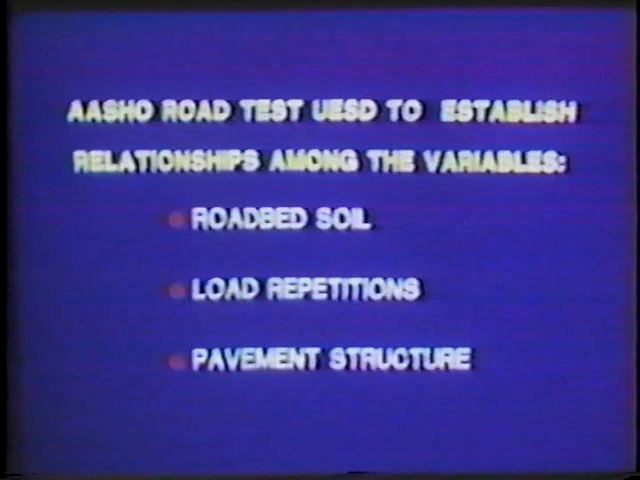 AASHO ROAD TEST UESD TO ESTABLISH
RELATIONSHIPS AMONG THE VARIABLES:
ROADBED SOIL
LOAD REPETITIONS
PAVEMENT STRUCTURE